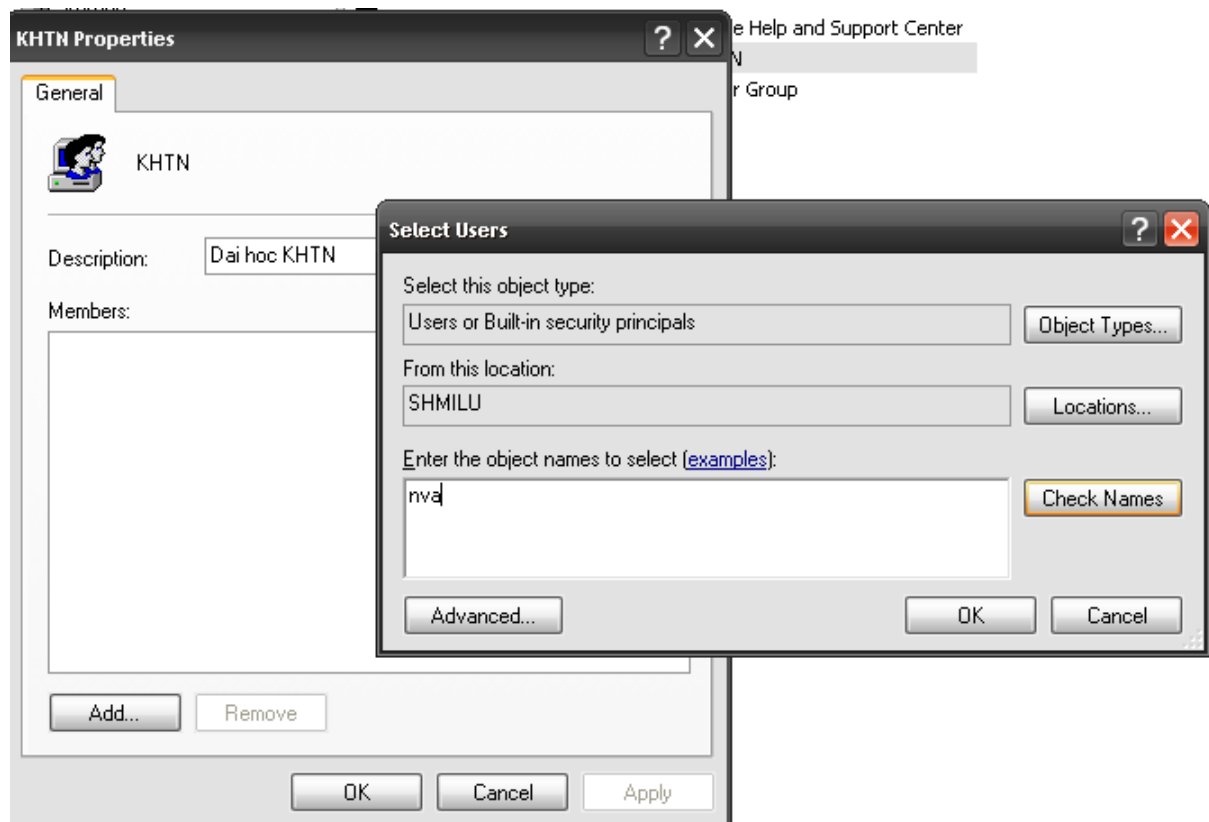 KHTN Properties
General
KHTN
Description:
Dai hoc KHTN
Members:
Add...
Remove
OK
Cancel
Apply
e Help and Support Center
N
r Group
Select Users
Select this object type:
Users or Built-in security principals
Object Types...
From this location:
SHMILU
Locations...
Enter the object names to select (examples):
nva
Check Names
Advanced...
OK
Cancel